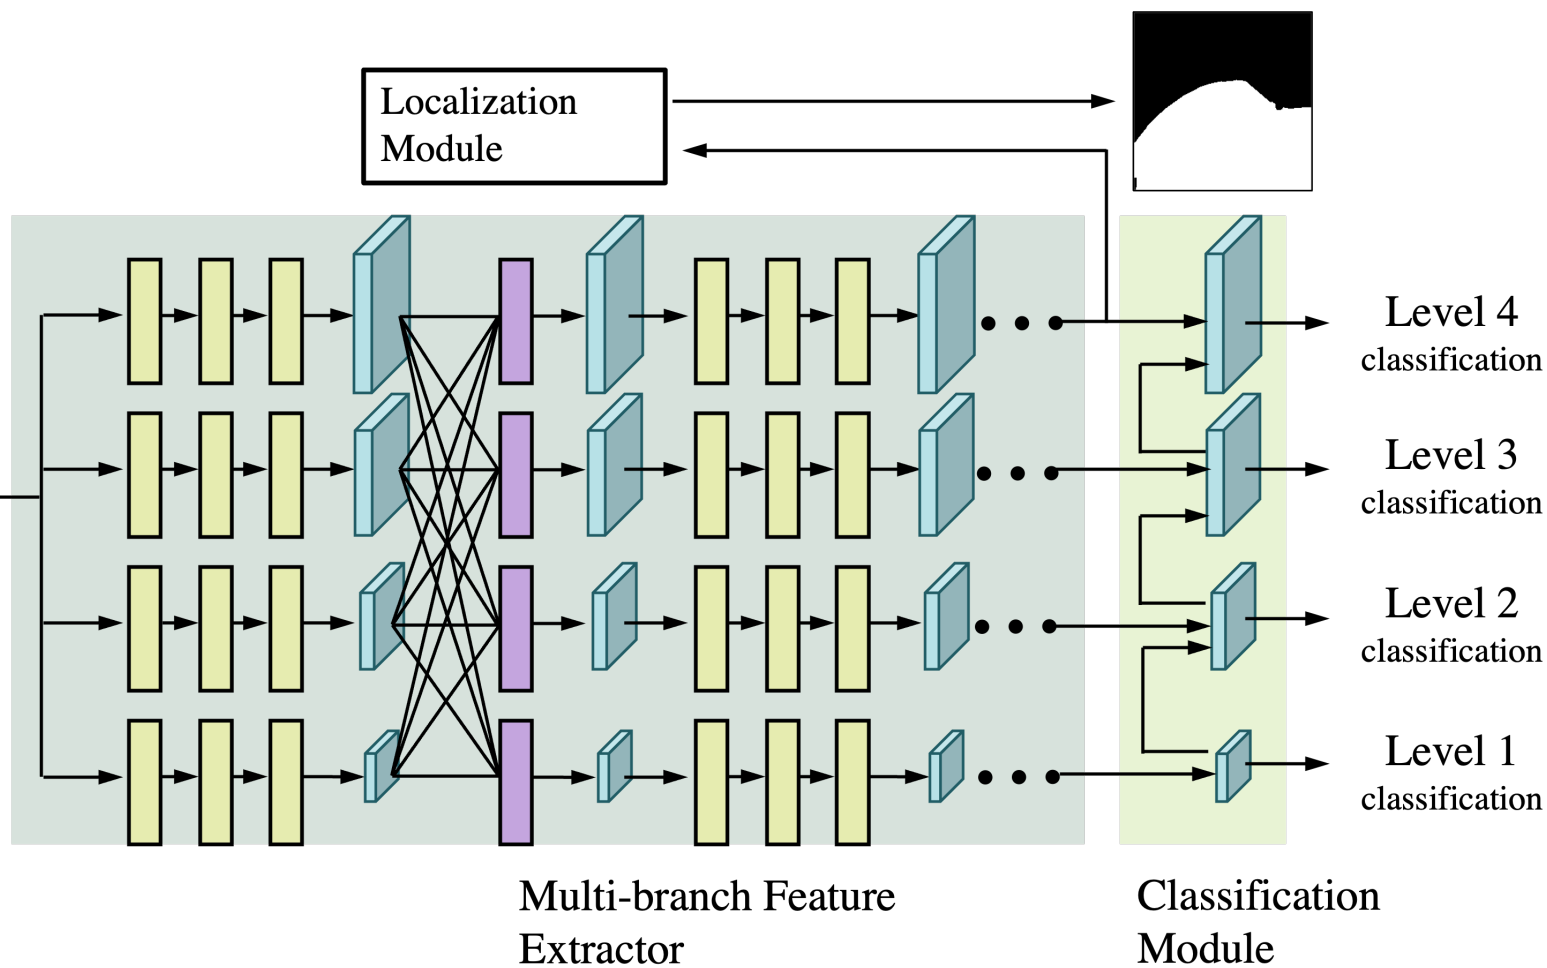 Localization
Module
Level 4
classification
Level 3
classification
Level 2
classification
Level 1
classification
Multi-branch Feature
Extractor
Classification
Module